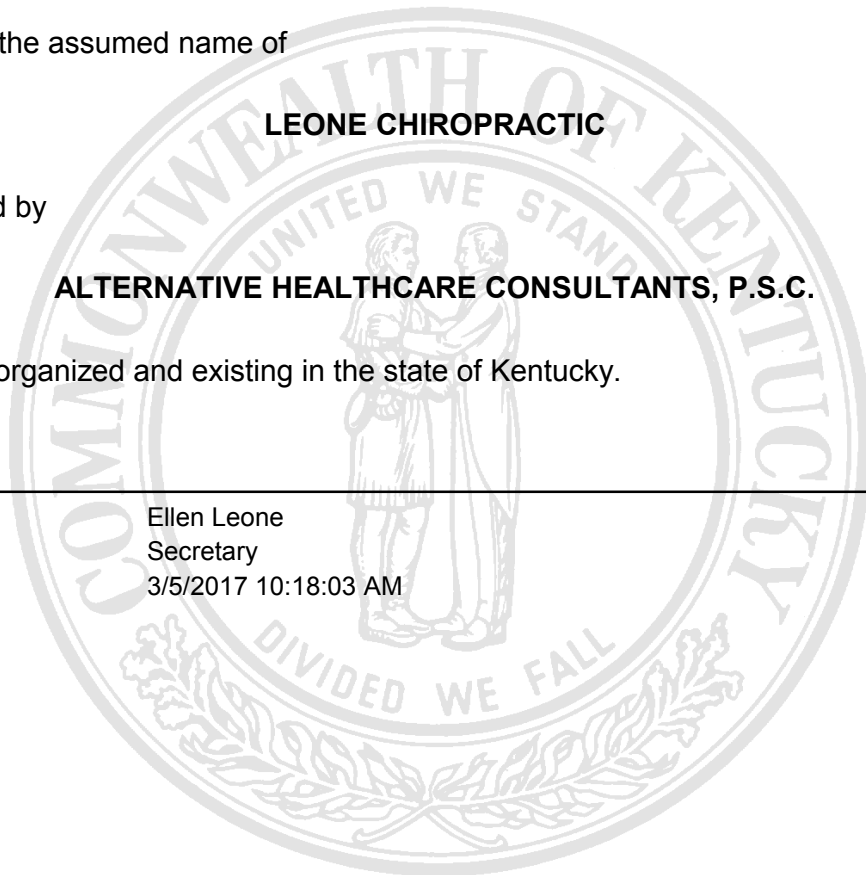 the assumed name of
LEONE CHIROPRACTIC
d by
ALTERNATIVE HEALTHCARE CONSULTANTS, P.S.C.
organized and existing in the state of Kentucky.
Ellen Leone
Secretary
3/5/2017 10:18:03 AM
COMMONWEALTH OF KENTUCKY
UNITED WE STAND
DIVIDED WE FALL